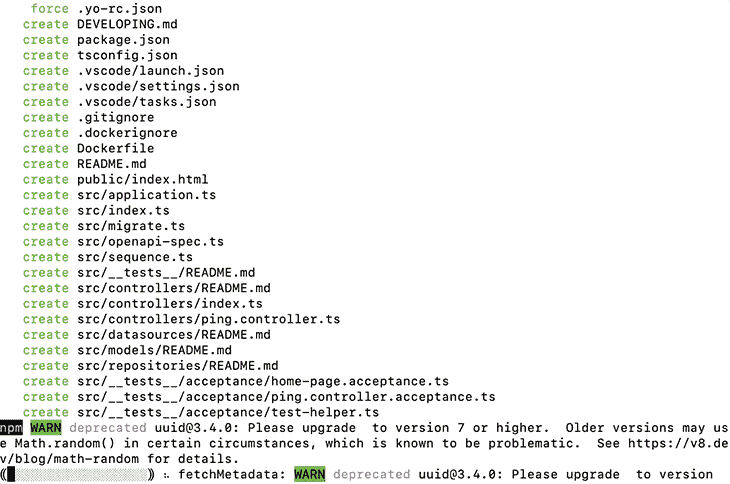 force .yo-rc.json
create DEVELOPING.md
create package.json
create tsconfig.json
create .vscode/launch.json
create .vscode/settings.json
create .vscode/tasks.json
create .gitignore
create .dockerignore
create Dockerfile
create README.md
create public/index.html
create src/application.ts
create src/index.ts
create src/migrate.ts
create src/openapi-spec.ts
create src/sequence.ts
create src/__tests__/README.md
create src/controllers/README.md
create src/controllers/index.ts
create src/controllers/ping.controller.ts
create src/datasources/README.md
create src/models/README.md
create src/repositories/README.md
create src/__tests__/acceptance/home-page.acceptance.ts
create src/__tests__/acceptance/ping.controller.acceptance.ts
create src/__tests__/acceptance/test-helper.ts
npm WARN deprecated uuid@3.4.0: Please upgrade  to version 7 or higher.  Older versions may us
e Math.random() in certain circumstances, which is known to be problematic.  See https://v8.de
v/blog/math-random for details.
((█░░░░░░░░░░░░░░░░░)) ⠦ fetchMetadata: WARN deprecated uuid@3.4.0: Please upgrade  to version